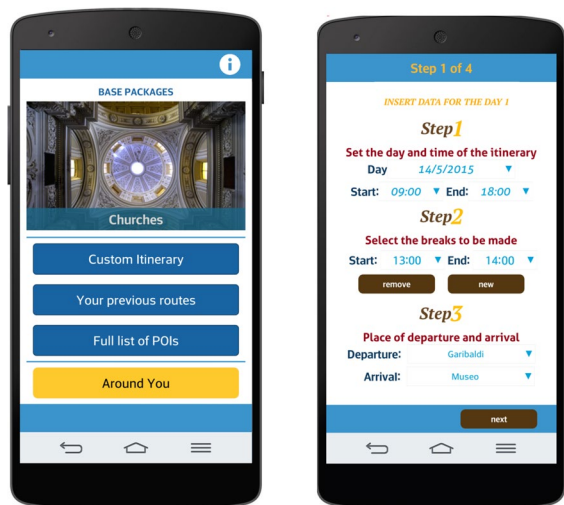 BASE PACKAGES
Churches
Custom Itinerary
Your previous routes
Full list of POIs
Around You
Step 1 of 4
INSERT DATA FOR THE DAY 1
Step1
Set the day and time of the itinerary
Day 14/5/2015
Start: 09:00 End: 18:00
Step2
Select the breaks to be made
Start: 13:00 End: 14:00
remove new
Step3
Place of departure and arrival
Departure: Garibaldi
Arrival: Museo
next